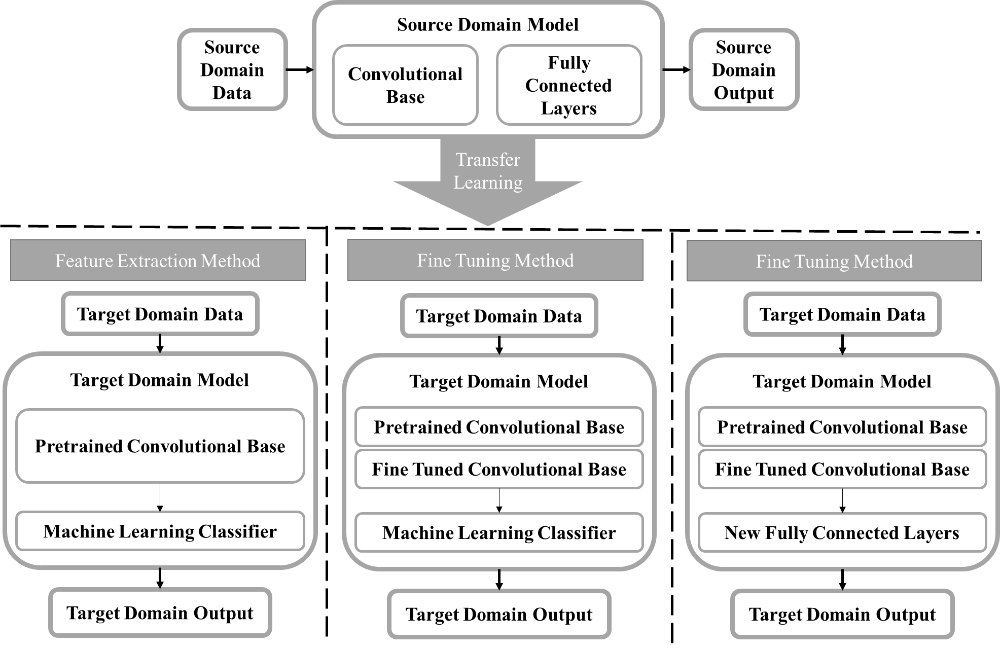 Source Domain Model
Source
Domain
Data
Convolutional
Base
Fully
Connected
Layers
Source
Domain
Output
Transfer
Learning
Feature Extraction Method
Target Domain Data
Target Domain Model
Pretrained Convolutional Base
Machine Learning Classifier
Target Domain Output
Fine Tuning Method
Target Domain Data
Target Domain Model
Pretrained Convolutional Base
Fine Tuned Convolutional Base
Machine Learning Classifier
Target Domain Output
Fine Tuning Method
Target Domain Data
Target Domain Model
Pretrained Convolutional Base
Fine Tuned Convolutional Base
New Fully Connected Layers
Target Domain Output